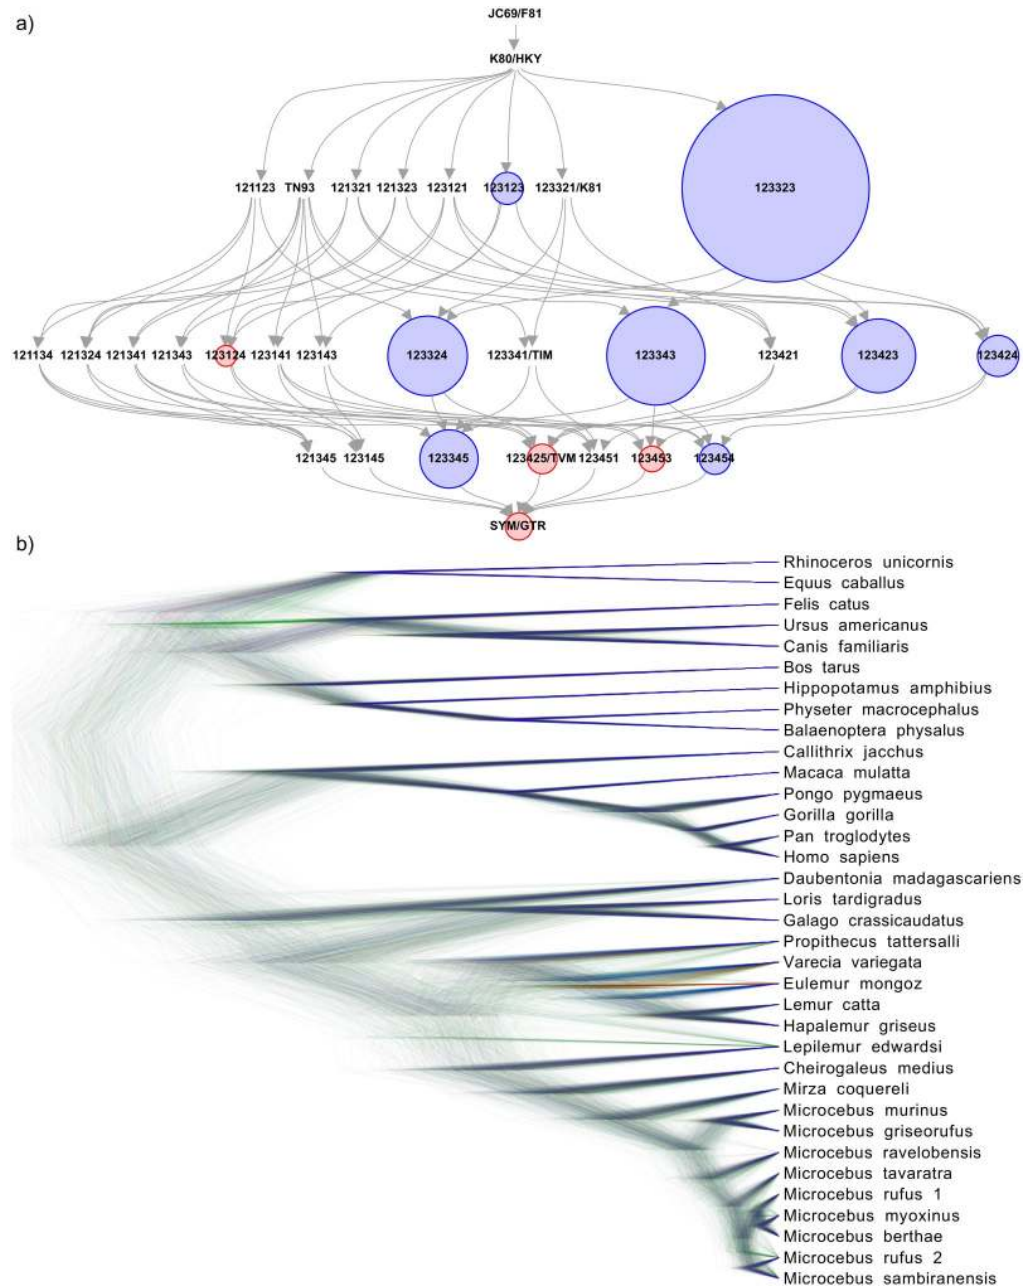 a)
JC69/F81
K80/HKY
121123 TN93 121321 121323 123121 123123 123321/K81 123323
121134 121324 121341 121343 123124 123141 123143 123324 123341/TIM 123343 123421 123423 123424
121345 123145 123345 123425/TVM 123451 123453 123454
SYM/GTR
b)
Rhinoceros unicornis
Equus caballus
Felis catus
Ursus americanus
Canis familiaris
Bos tarus
Hippopotamus amphibius
Physeter macrocephalus
Balaenoptera physalus
Callithrix jacchus
Macaca mulatta
Pongo pygmaeus
Gorilla gorilla
Pan troglodytes
Homo sapiens
Daubentonia madagascariens
Loris tardigradus
Galago crassicaudatus
Propithecus tattersalli
Varecia variegata
Eulemur mongoz
Lemur catta
Hapalemur griseus
Lepilemur edwardsi
Cheirogaleus medius
Mirza coquereli
Microcebus murinus
Microcebus griseorufus
Microcebus ravelobensis
Microcebus tavaratra
Microcebus rufus 1
Microcebus myoxinus
Microcebus berthae
Microcebus rufus 2
Microcebus sambiranensis